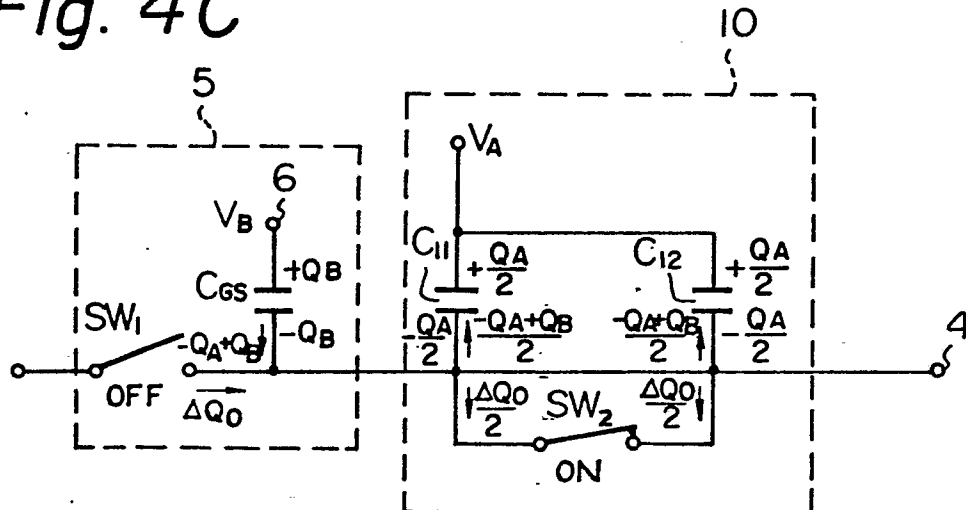 Fig. 4C
10
5
VA
6
VB
C11
+QA/2
C12
+QA/2
+QB
CGS
SW1
-QA+QB
-QB
-QA/2
-QA+QB/2
-QA+QB/2
-QA/2
4
OFF
ΔQ0
ΔQ0/2
SW2
ΔQ0/2
ON